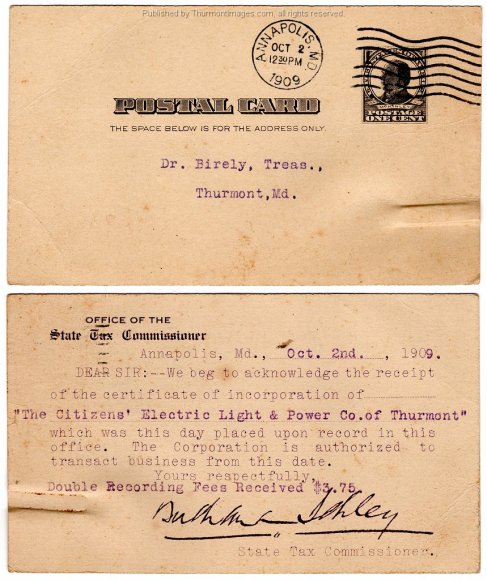 Published by ThurmontImages.com, all rights reserved.
ANNAPOLIS, MD.
OCT 2
12 30 PM
1909
POSTAL CARD
THE SPACE BELOW IS FOR THE ADDRESS ONLY.
POSTAGE
ONE CENT
Dr. Birely, Treas.,
Thurmont, Md.
OFFICE OF THE
State Tax Commissioner
Annapolis, Md., Oct. 2nd. , 1909.
DEAR SIR:--We beg to acknowledge the receipt
of the certificate of incorporation of
"The Citizens' Electric Light & Power Co. of Thurmont"
which was this day placed upon record in this
office. The Corporation is authorized to
transact business from this date.
Yours respectfully,
Double Recording Fees Received $3.75.
State Tax Commissioner.